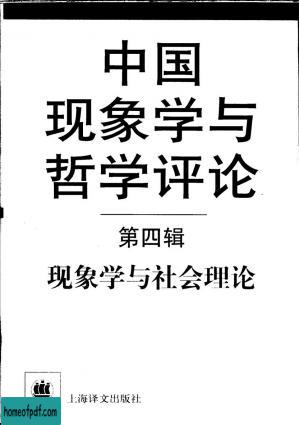 中国
现象学与
哲学评论
第四辑
现象学与社会理论
上海译文出版社
homeofpdf.com